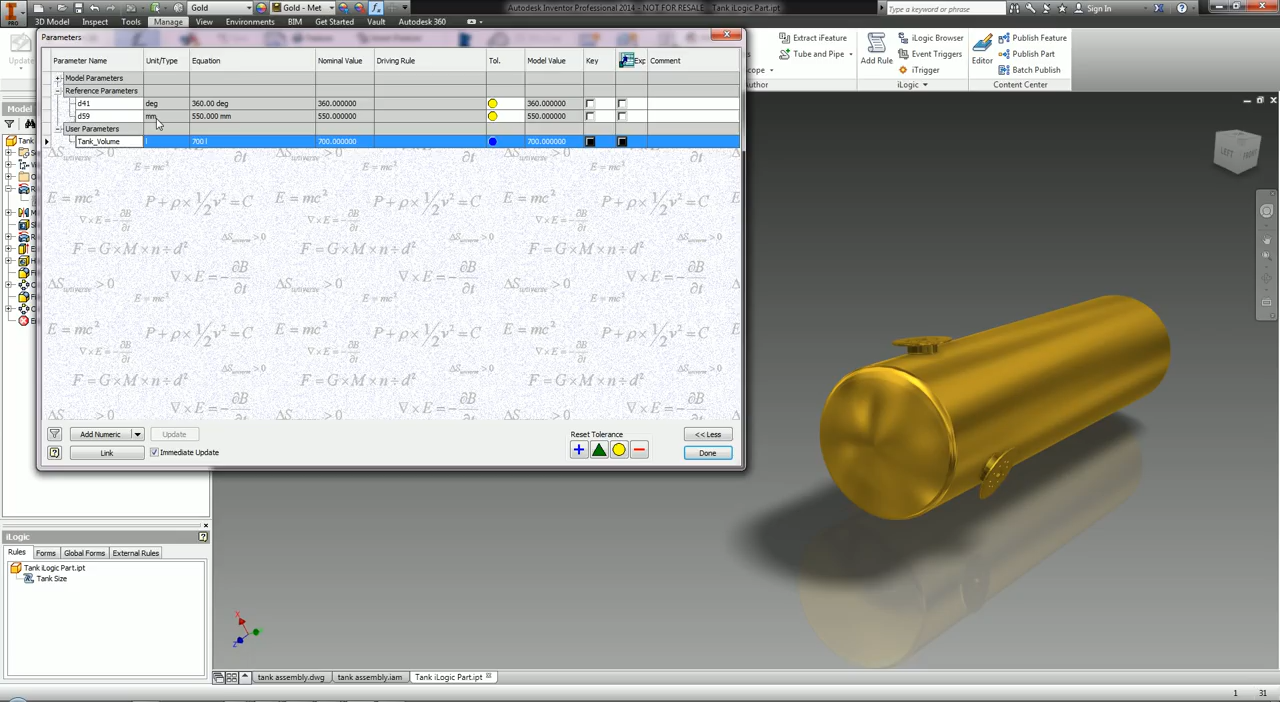 Gold
Gold - Met
Autodesk Inventor Professional 2014 - NOT FOR RESALE - Tank iLogic Part.ipt
Type a keyword or phrase
Sign In
PRO
Inspect
Tools
Manage
View
Environments
BIM
Get Started
Vault
Autodesk 360
Update
Parameters
Parameter Name
Unit/Type
Equation
Nominal Value
Driving Rule
Tol.
Model Value
Key
Exp
Comment
Model Parameters
Reference Parameters
d41
deg
360.00 deg
360.000000
360.000000
d59
mm
550.000 mm
550.000000
550.000000
User Parameters
Tank_Volume
l
700 l
700.000000
700.000000
Add Numeric
Update
Reset Tolerance
<< Less
Link
Immediate Update
Done
Extract iFeature
Tube and Pipe
Author
Add Rule
iLogic Browser
Event Triggers
iTrigger
iLogic
Editor
Publish Feature
Publish Part
Batch Publish
Content Center
LEFT
FRONT
Model
Tank
iLogic
Rules
Forms
Global Forms
External Rules
Tank iLogic Part.ipt
Tank Size
X
Z
tank assembly.dwg
tank assembly.iam
Tank iLogic Part.ipt
1
31